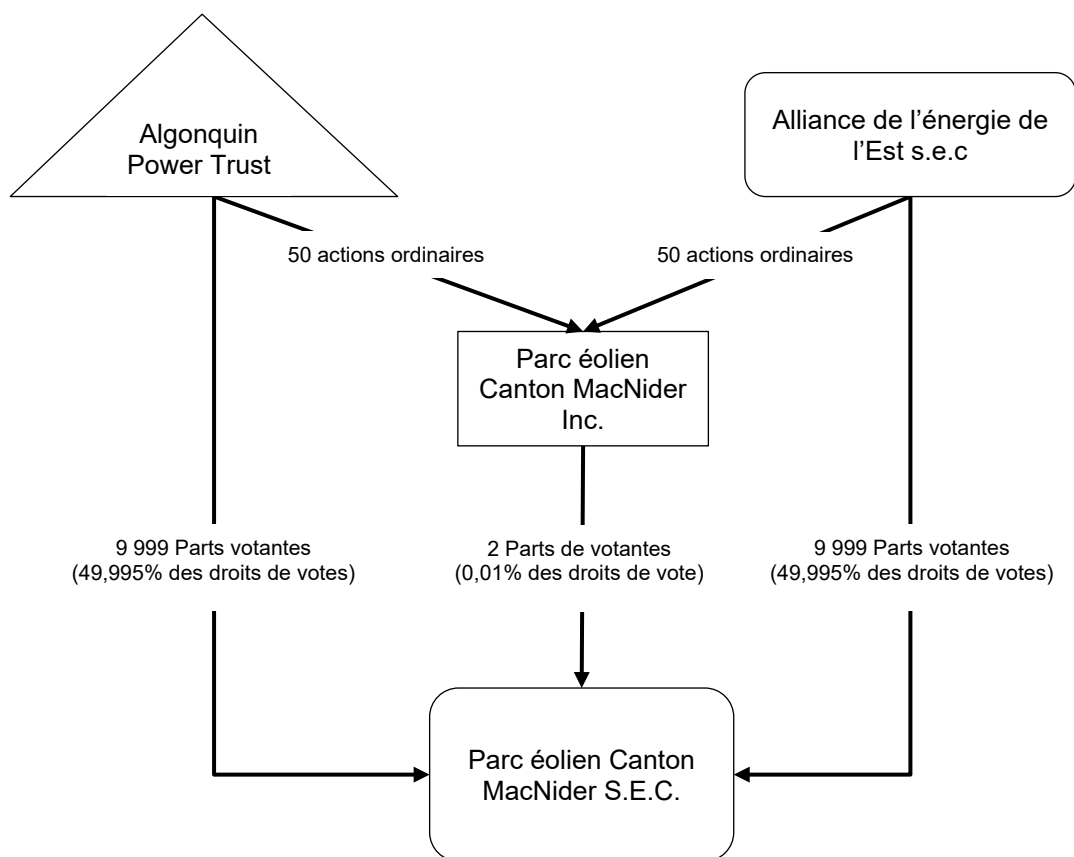 Algonquin
Power Trust
Alliance de l’énergie de
l’Est s.e.c
50 actions ordinaires
50 actions ordinaires
Parc éolien
Canton MacNider
Inc.
9 999 Parts votantes
(49,995% des droits de votes)
2 Parts de votantes
(0,01% des droits de vote)
9 999 Parts votantes
(49,995% des droits de votes)
Parc éolien Canton
MacNider S.E.C.